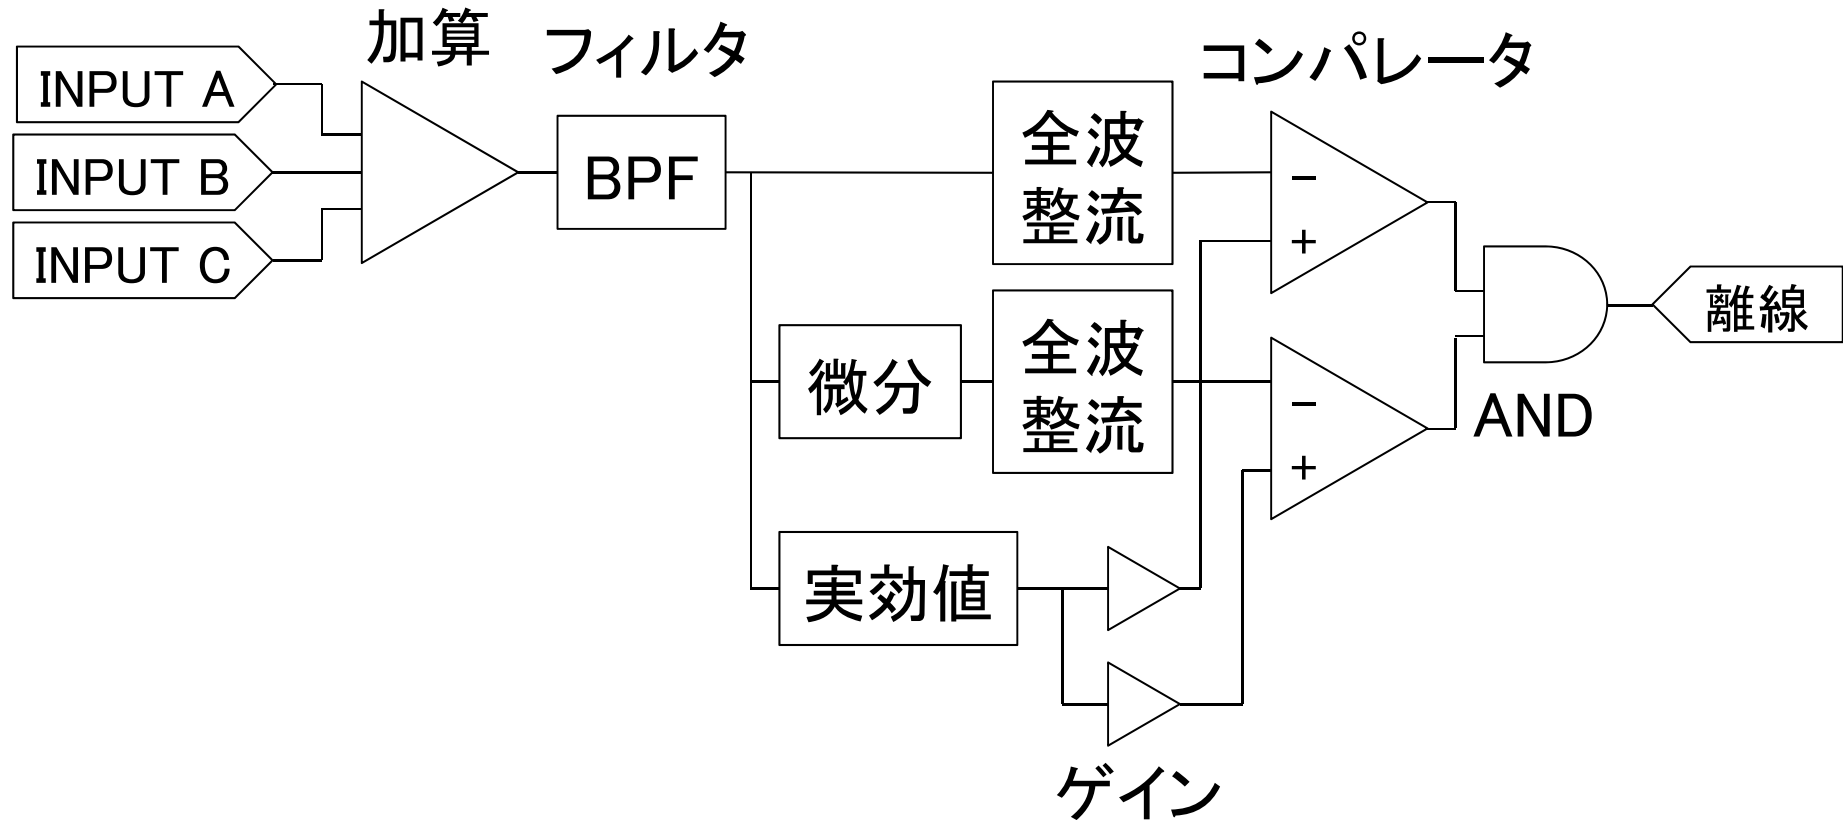 加算
フィルタ
コンパレータ
INPUT A
INPUT B
INPUT C
BPF
全波
整流
−
+
離線
微分
全波
整流
−
+
AND
実効値
ゲイン